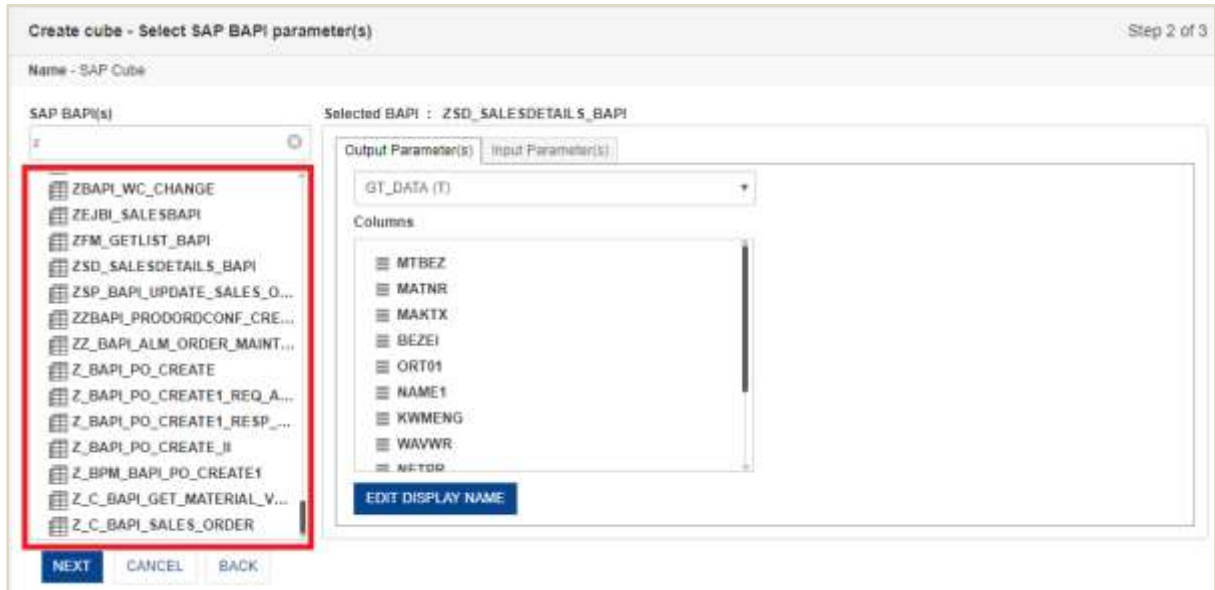 Create cube - Select SAP BAPI parameter(s)
Step 2 of 3
Name - SAP Cube
SAP BAPI(s)
z
ZBAPI_WC_CHANGE
ZEJBI_SALESBAPI
ZFM_GETLIST_BAPI
ZSD_SALESDETAILS_BAPI
ZSP_BAPI_UPDATE_SALES_O...
ZZBAPI_PRODORDCONF_CRE...
ZZ_BAPI_ALM_ORDER_MAINT...
Z_BAPI_PO_CREATE
Z_BAPI_PO_CREATE1_REQ_A...
Z_BAPI_PO_CREATE1_RESP_...
Z_BAPI_PO_CREATE_II
Z_BPM_BAPI_PO_CREATE1
Z_C_BAPI_GET_MATERIAL_V...
Z_C_BAPI_SALES_ORDER
Selected BAPI : ZSD_SALESDETAILS_BAPI
Output Parameter(s)
Input Parameter(s)
GT_DATA (T)
Columns
MTBEZ
MATNR
MAKTX
BEZEI
ORT01
NAME1
KWMENG
WAVWR
NETPR
EDIT DISPLAY NAME
NEXT
CANCEL
BACK